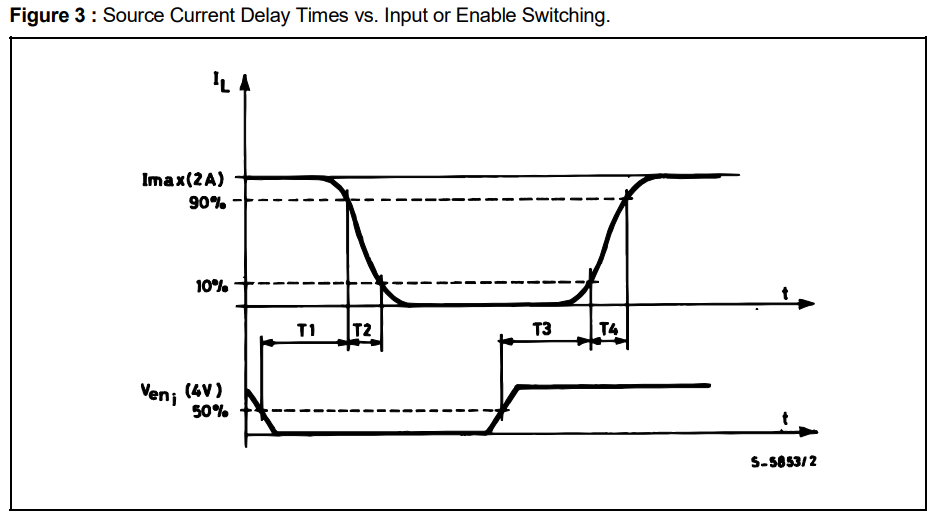 Figure 3 : Source Current Delay Times vs. Input or Enable Switching.
IL
Imax(2A)
90%
10%
t
T1 T2 T3 T4
Veni (4V)
50%
t
S-5853/2